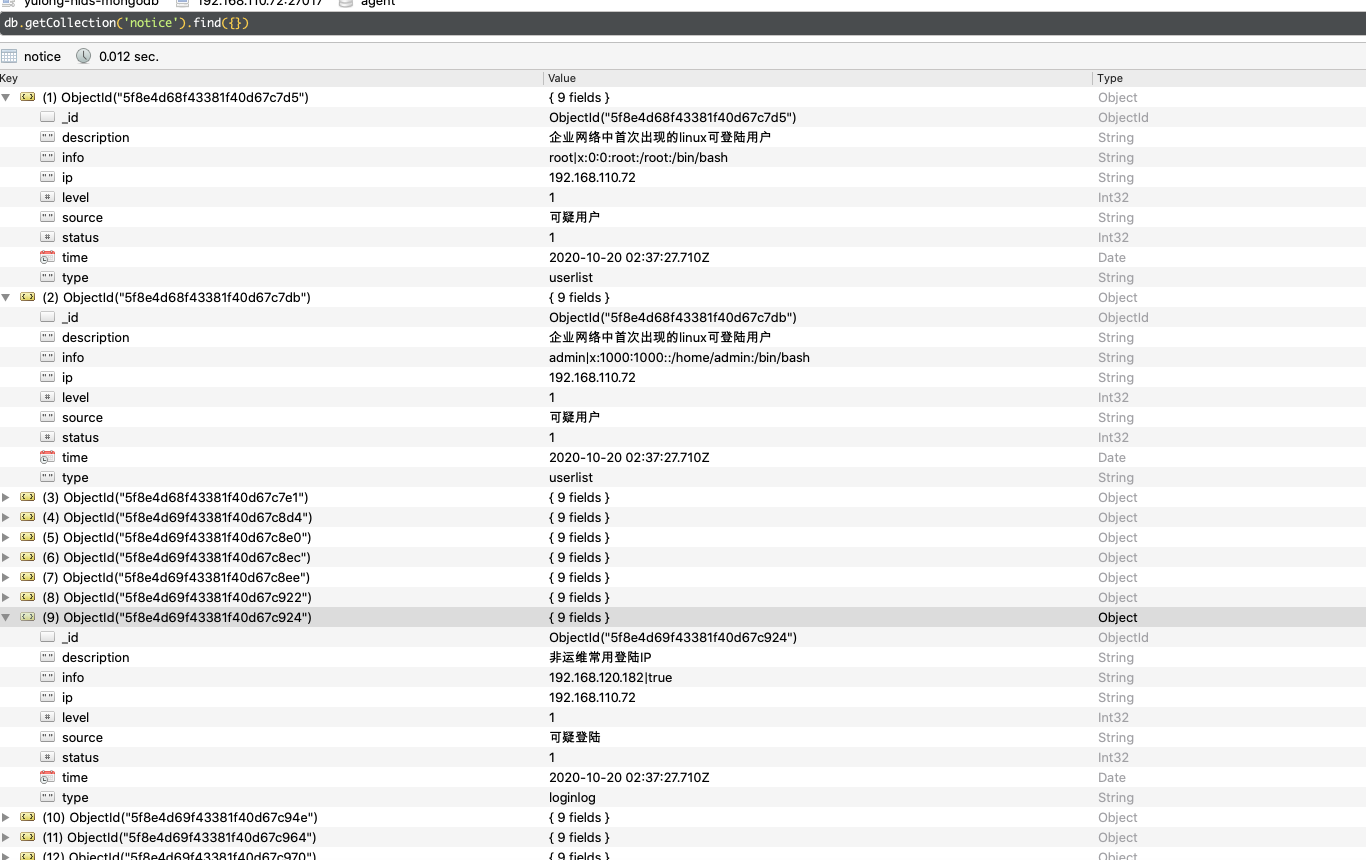 yulong-hids-mongodb 192.168.110.72:27017 agent
db.getCollection('notice').find({})
notice 0.012 sec.
Key Value Type
(1) ObjectId("5f8e4d68f43381f40d67c7d5") { 9 fields } Object
_id ObjectId("5f8e4d68f43381f40d67c7d5") ObjectId
description 企业网络中首次出现的linux可登陆用户 String
info root|x:0:0:root:/root:/bin/bash String
ip 192.168.110.72 String
level 1 Int32
source 可疑用户 String
status 1 Int32
time 2020-10-20 02:37:27.710Z Date
type userlist String
(2) ObjectId("5f8e4d68f43381f40d67c7db") { 9 fields } Object
_id ObjectId("5f8e4d68f43381f40d67c7db") ObjectId
description 企业网络中首次出现的linux可登陆用户 String
info admin|x:1000:1000::/home/admin:/bin/bash String
ip 192.168.110.72 String
level 1 Int32
source 可疑用户 String
status 1 Int32
time 2020-10-20 02:37:27.710Z Date
type userlist String
(3) ObjectId("5f8e4d68f43381f40d67c7e1") { 9 fields } Object
(4) ObjectId("5f8e4d69f43381f40d67c8d4") { 9 fields } Object
(5) ObjectId("5f8e4d69f43381f40d67c8e0") { 9 fields } Object
(6) ObjectId("5f8e4d69f43381f40d67c8ec") { 9 fields } Object
(7) ObjectId("5f8e4d69f43381f40d67c8ee") { 9 fields } Object
(8) ObjectId("5f8e4d69f43381f40d67c922") { 9 fields } Object
(9) ObjectId("5f8e4d69f43381f40d67c924") { 9 fields } Object
_id ObjectId("5f8e4d69f43381f40d67c924") ObjectId
description 非运维常用登陆IP String
info 192.168.120.182|true String
ip 192.168.110.72 String
level 1 Int32
source 可疑登陆 String
status 1 Int32
time 2020-10-20 02:37:27.710Z Date
type loginlog String
(10) ObjectId("5f8e4d69f43381f40d67c94e") { 9 fields } Object
(11) ObjectId("5f8e4d69f43381f40d67c964") { 9 fields } Object
(12) ObjectId("5f8e4d69f43381f40d67c970") { 9 fields } Object